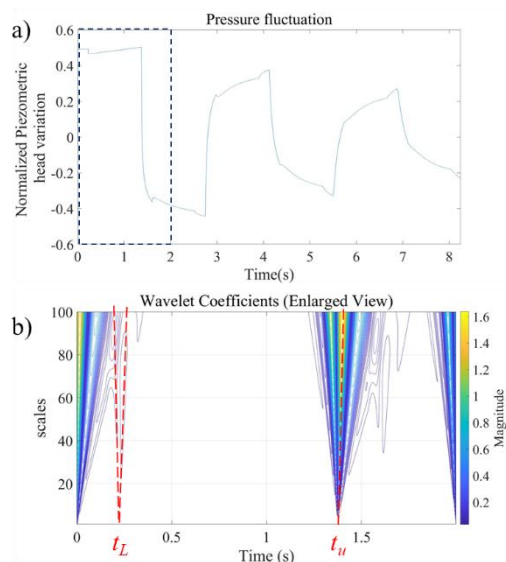 a)
Pressure fluctuation
Normalized Piezometric
head variation
0.6
0.4
0.2
0
-0.2
-0.4
-0.6
0 1 2 3 4 5 6 7 8
Time(s)
b)
Wavelet Coefficients (Enlarged View)
scales
100
80
60
40
20
0 0.5 1 1.5
t_L t_u
Time (s)
1.6
1.4
1.2
1
0.8
0.6
0.4
0.2
Magnitude